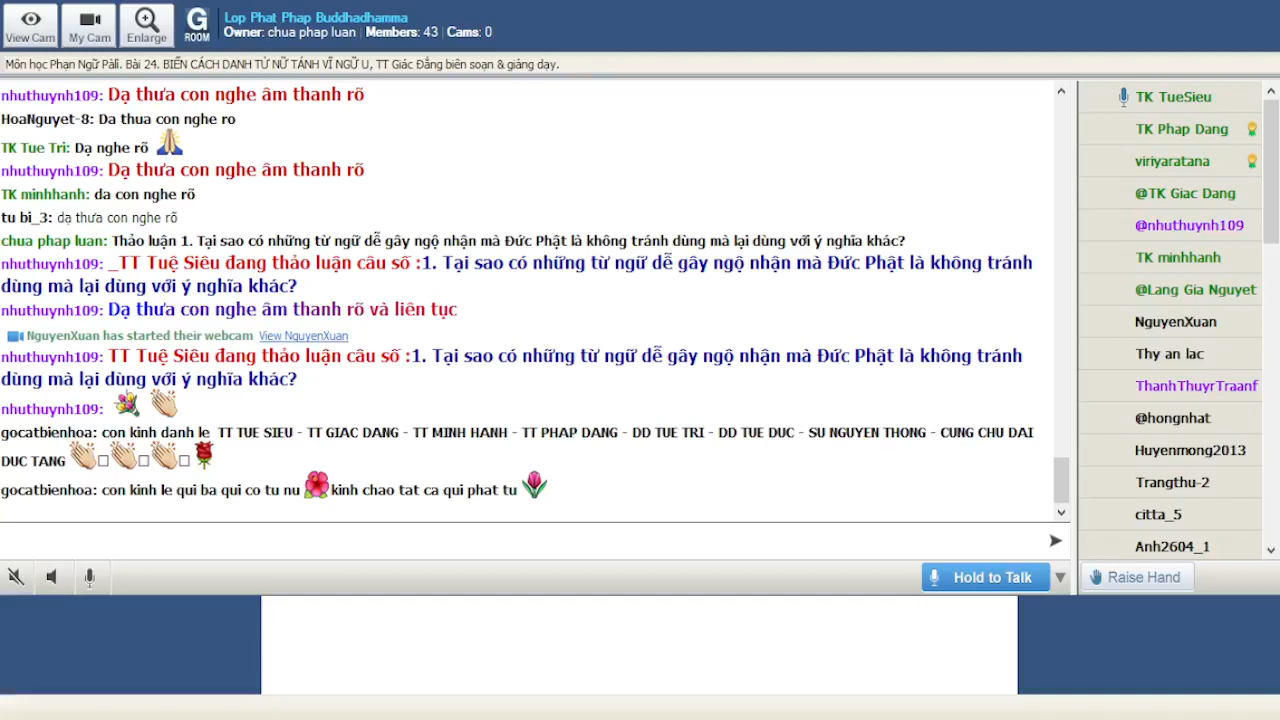 View Cam
My Cam
Enlarge
G
ROOM
Lop Phat Phap Buddhadhamma
Owner: chua phap luan | Members: 43 | Cams: 0
Môn học Phạn Ngữ Pāli. Bài 24. BIẾN CÁCH DANH TỪ NỮ TÁNH VĨ NGỮ U, TT Giác Đẳng biên soạn & giảng dạy.
nhuthuynh109: Dạ thưa con nghe âm thanh rõ
HoaNguyet-8: Da thua con nghe ro
TK Tue Tri: Dạ nghe rõ
nhuthuynh109: Dạ thưa con nghe âm thanh rõ
TK minhhanh: da con nghe rõ
tu bi_3: dạ thưa con nghe rõ
chua phap luan: Thảo luận 1. Tại sao có những từ ngữ dễ gây ngộ nhận mà Đức Phật là không tránh dùng mà lại dùng với ý nghĩa khác?
nhuthuynh109: _TT Tuệ Siêu đang thảo luận câu số :1. Tại sao có những từ ngữ dễ gây ngộ nhận mà Đức Phật là không tránh
dùng mà lại dùng với ý nghĩa khác?
nhuthuynh109: Dạ thưa con nghe âm thanh rõ và liên tục
NguyenXuan has started their webcam View NguyenXuan
nhuthuynh109: TT Tuệ Siêu đang thảo luận câu số :1. Tại sao có những từ ngữ dễ gây ngộ nhận mà Đức Phật là không tránh
dùng mà lại dùng với ý nghĩa khác?
nhuthuynh109:
gocatbienhoa: con kinh danh le TT TUE SIEU - TT GIAC DANG - TT MINH HANH - TT PHAP DANG - DD TUE TRI - DD TUE DUC - SU NGUYEN THONG - CUNG CHU DAI
DUC TANG
gocatbienhoa: con kinh le qui ba qui co tu nu kinh chao tat ca qui phat tu
Hold to Talk
TK TueSieu
TK Phap Dang
viriyaratana
@TK Giac Dang
@nhuthuynh109
TK minhhanh
@Lang Gia Nguyet
NguyenXuan
Thy an lac
ThanhThuyrTraanf
@hongnhat
Huyenmong2013
Trangthu-2
citta_5
Anh2604_1
Raise Hand